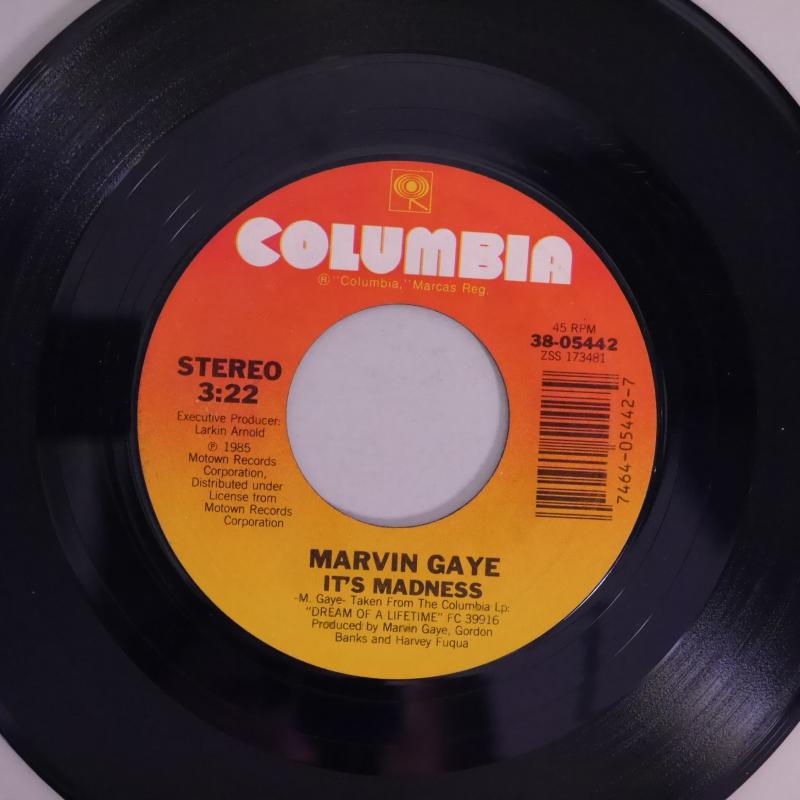 COLUMBIA
® "Columbia," Marcas Reg.
45 RPM
38-05442
ZSS 173481
STEREO
3:22
Executive Producer:
Larkin Arnold
℗ 1985
Motown Records
Corporation,
Distributed under
License from
Motown Records
Corporation
7464-05442-7
MARVIN GAYE
IT'S MADNESS
-M. Gaye- Taken From The Columbia Lp:
"DREAM OF A LIFETIME" FC 39916
Produced by Marvin Gaye, Gordon
Banks and Harvey Fuqua